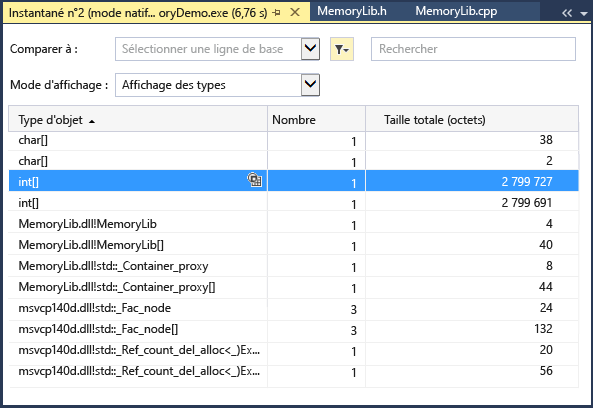 Instantané n°2 (mode natif... oryDemo.exe (6,76 s) MemoryLib.h MemoryLib.cpp
Comparer à : Sélectionner une ligne de base Rechercher
Mode d'affichage : Affichage des types
Type d'objet Nombre Taille totale (octets)
char[] 1 38
char[] 1 2
int[] 1 2 799 727
int[] 1 2 799 691
MemoryLib.dll!MemoryLib 1 4
MemoryLib.dll!MemoryLib[] 1 40
MemoryLib.dll!std::_Container_proxy 1 8
MemoryLib.dll!std::_Container_proxy[] 1 44
msvcp140d.dll!std::_Fac_node 3 24
msvcp140d.dll!std::_Fac_node[] 3 132
msvcp140d.dll!std::_Ref_count_del_alloc<_)Ex... 1 20
msvcp140d.dll!std::_Ref_count_del_alloc<_)Ex... 1 56